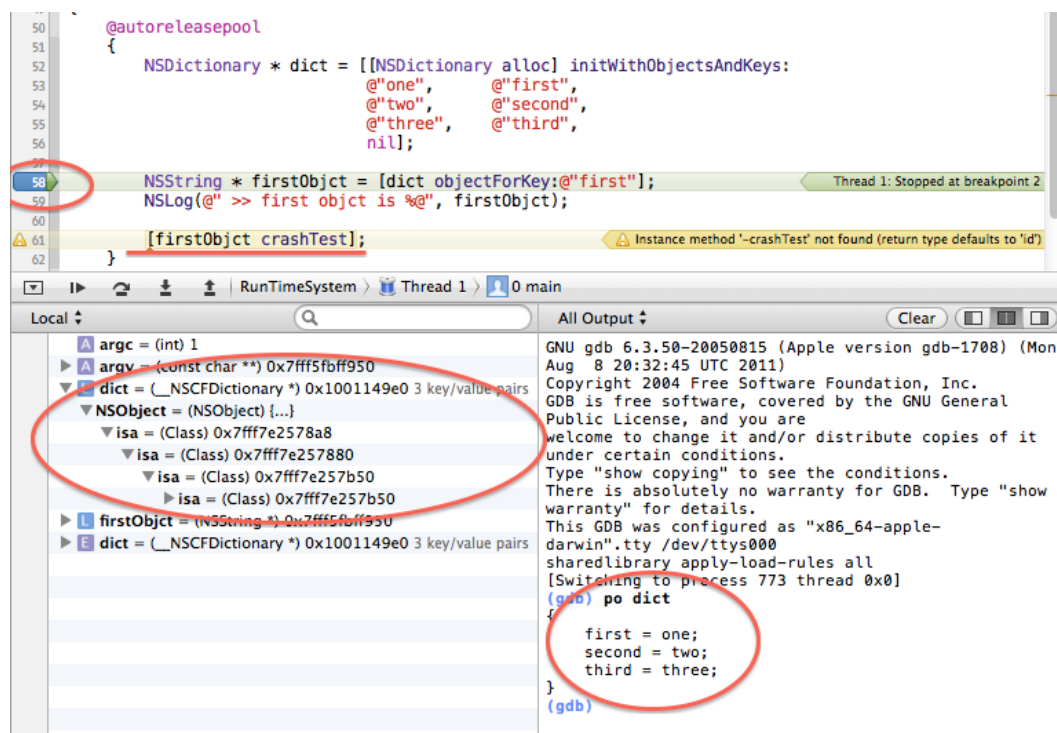 50 @autoreleasepool
51 {
52 NSDictionary * dict = [[NSDictionary alloc] initWithObjectsAndKeys:
53 @"one", @"first",
54 @"two", @"second",
55 @"three", @"third",
56 nil];
57
58 NSString * firstObjct = [dict objectForKey:@"first"]; Thread 1: Stopped at breakpoint 2
59 NSLog(@" >> first objct is %@", firstObjct);
60
61 [firstObjct crashTest]; Instance method '-crashTest' not found (return type defaults to 'id')
62 }
RunTimeSystem Thread 1 0 main
Local
A argc = (int) 1
A argv = (const char **) 0x7fff5fbff950
L dict = (__NSCFDictionary *) 0x1001149e0 3 key/value pairs
NSObject = (NSObject) {...}
isa = (Class) 0x7fff7e2578a8
isa = (Class) 0x7fff7e257880
isa = (Class) 0x7fff7e257b50
isa = (Class) 0x7fff7e257b50
L firstObjct = (NSString *) 0x7fff5fbff950
E dict = (__NSCFDictionary *) 0x1001149e0 3 key/value pairs
All Output Clear
GNU gdb 6.3.50-20050815 (Apple version gdb-1708) (Mon
Aug 8 20:32:45 UTC 2011)
Copyright 2004 Free Software Foundation, Inc.
GDB is free software, covered by the GNU General
Public License, and you are
welcome to change it and/or distribute copies of it
under certain conditions.
Type "show copying" to see the conditions.
There is absolutely no warranty for GDB. Type "show
warranty" for details.
This GDB was configured as "x86_64-apple-
darwin".tty /dev/ttys000
sharedlibrary apply-load-rules all
[Switching to process 773 thread 0x0]
(gdb) po dict
{
first = one;
second = two;
third = three;
}
(gdb)